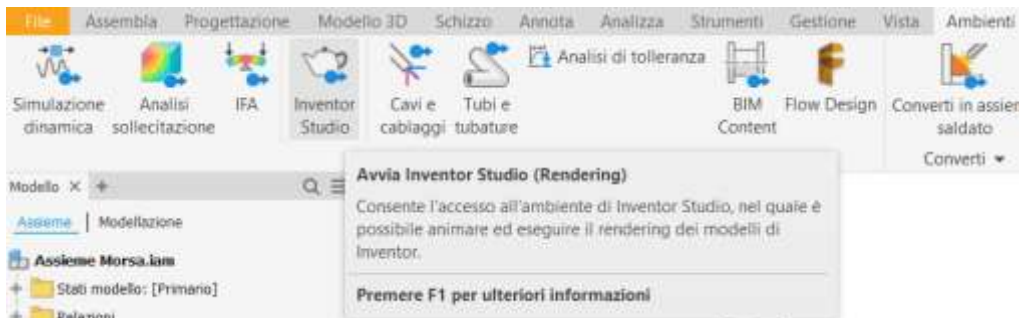 File Assembla Progettazione Modello 3D Schizzo Annota Analizza Strumenti Gestione Vista Ambienti
Simulazione dinamica
Analisi sollecitazione
IFA
Inventor Studio
Cavi e cablaggi
Tubi e tubature
Analisi di tolleranza
BIM Content
Flow Design
Converti in assier
saldato
Converti
Modello
Assieme | Modellazione
Assieme Morsa.iam
Stati modello: [Primario]
Relazioni
Avvia Inventor Studio (Rendering)
Consente l'accesso all'ambiente di Inventor Studio, nel quale è
possibile animare ed eseguire il rendering dei modelli di
Inventor.
Premere F1 per ulteriori informazioni